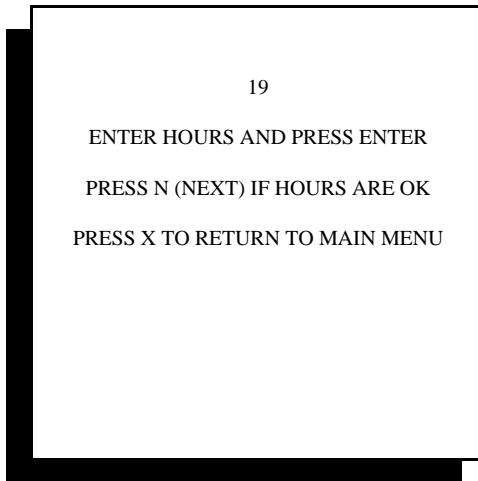 19
ENTER HOURS AND PRESS ENTER
PRESS N (NEXT) IF HOURS ARE OK
PRESS X TO RETURN TO MAIN MENU